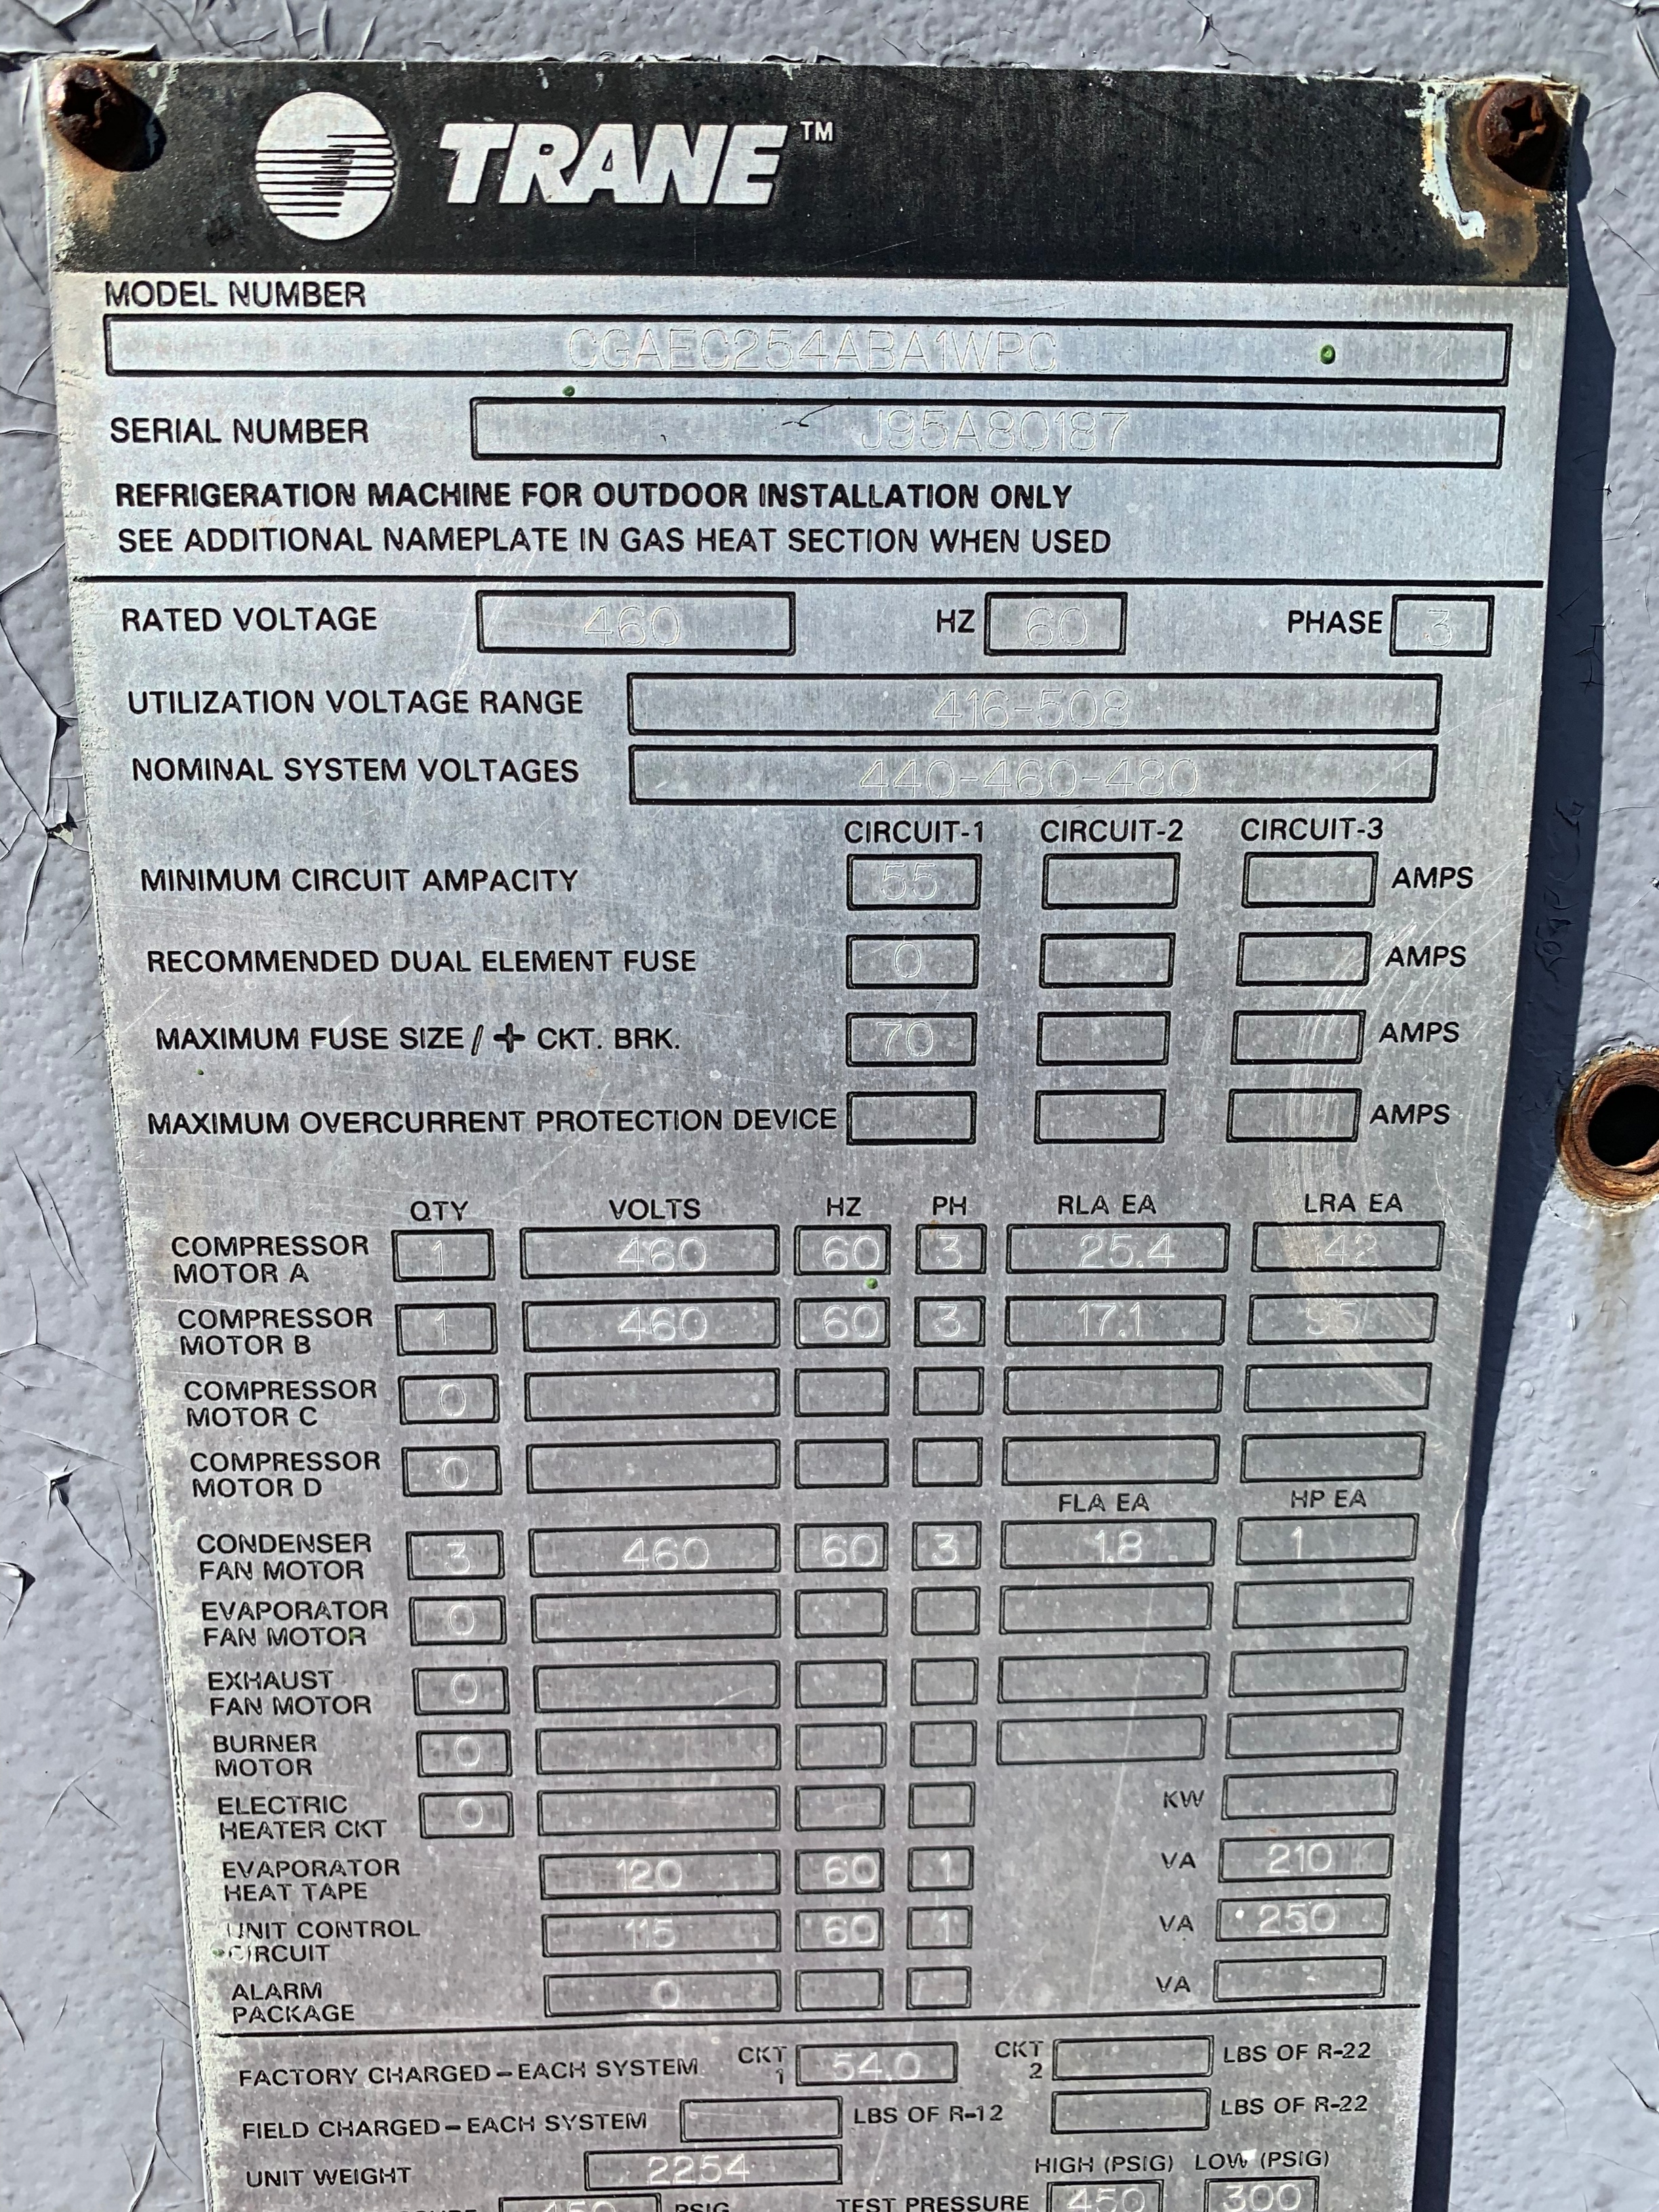 TRANE™
MODEL NUMBER
CGAEC254ABA1WPC
SERIAL NUMBER J95A80187
REFRIGERATION MACHINE FOR OUTDOOR INSTALLATION ONLY
SEE ADDITIONAL NAMEPLATE IN GAS HEAT SECTION WHEN USED
RATED VOLTAGE 460 HZ 60 PHASE 3
UTILIZATION VOLTAGE RANGE 416-508
NOMINAL SYSTEM VOLTAGES 440-460-480
CIRCUIT-1 CIRCUIT-2 CIRCUIT-3
MINIMUM CIRCUIT AMPACITY 55 AMPS
RECOMMENDED DUAL ELEMENT FUSE 0 AMPS
MAXIMUM FUSE SIZE / + CKT. BRK. 70 AMPS
MAXIMUM OVERCURRENT PROTECTION DEVICE AMPS
QTY VOLTS HZ PH RLA EA LRA EA
COMPRESSOR
MOTOR A 1 460 60 3 25.4
COMPRESSOR
MOTOR B 1 460 60 3 17.1
COMPRESSOR
MOTOR C 0
COMPRESSOR
MOTOR D 0
FLA EA HP EA
CONDENSER
FAN MOTOR 3 460 60 3 1.8 1
EVAPORATOR
FAN MOTOR 0
EXHAUST
FAN MOTOR 0
BURNER
MOTOR 0
ELECTRIC
HEATER CKT 0 KW
EVAPORATOR
HEAT TAPE 120 60 1 VA 210
UNIT CONTROL
CIRCUIT 115 60 1 VA 250
ALARM
PACKAGE 0 VA
FACTORY CHARGED-EACH SYSTEM CKT 1 54.0 CKT 2 LBS OF R-22
FIELD CHARGED-EACH SYSTEM LBS OF R-12 LBS OF R-22
UNIT WEIGHT 2254 HIGH (PSIG) LOW (PSIG)
450 PSIG TEST PRESSURE 450 300